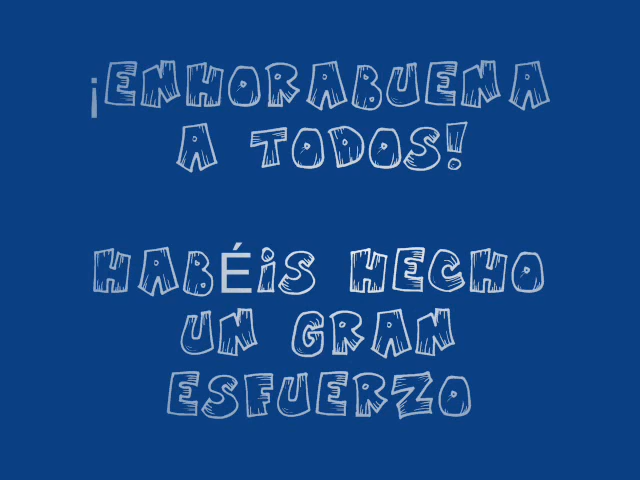 ¡ENHORABUENA
A TODOS!
HABÉiS HECHO
UN GRAN
ESFUERZO